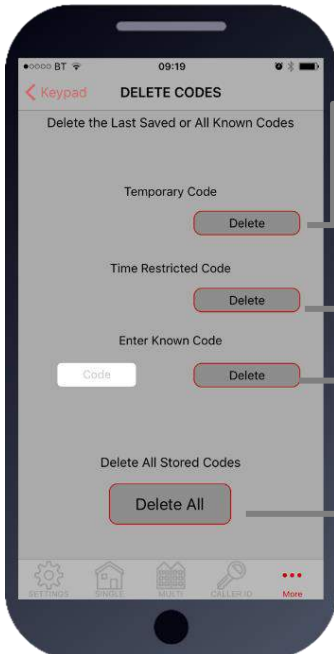 BT 09:19
Keypad DELETE CODES
Delete the Last Saved or All Known Codes
Temporary Code
Delete
Time Restricted Code
Delete
Enter Known Code
Code Delete
Delete All Stored Codes
Delete All
SETTINGS SINGLE MULTI CALLER ID More